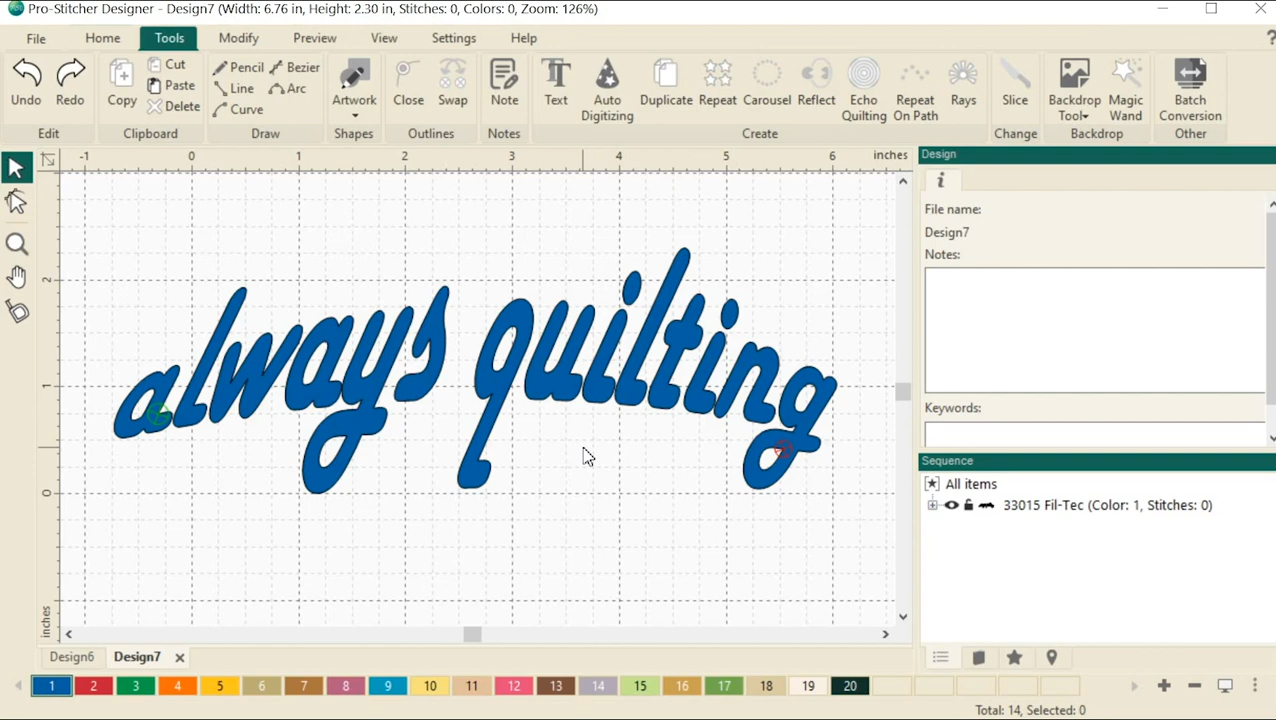 Pro-Stitcher Designer - Design7 (Width: 6.76 in, Height: 2.30 in, Stitches: 0, Colors: 0, Zoom: 126%)
File Home Tools Modify Preview View Settings Help ?
Undo Redo Copy Cut Paste Delete Pencil Bezier Line Arc Curve Artwork Close Swap Note Text Auto Digitizing Duplicate Repeat Carousel Reflect Echo Quilting Repeat On Path Rays Slice Backdrop Tool Magic Wand Batch Conversion
Edit Clipboard Draw Shapes Outlines Notes Create Change Backdrop Other
-1 0 1 2 3 4 5 6 inches
2
1
0
inches
always quilting
Design
i
File name:
Design7
Notes:
Keywords:
Sequence
All items
33015 Fil-Tec (Color: 1, Stitches: 0)
Design6 Design7
1 2 3 4 5 6 7 8 9 10 11 12 13 14 15 16 17 18 19 20
Total: 14, Selected: 0